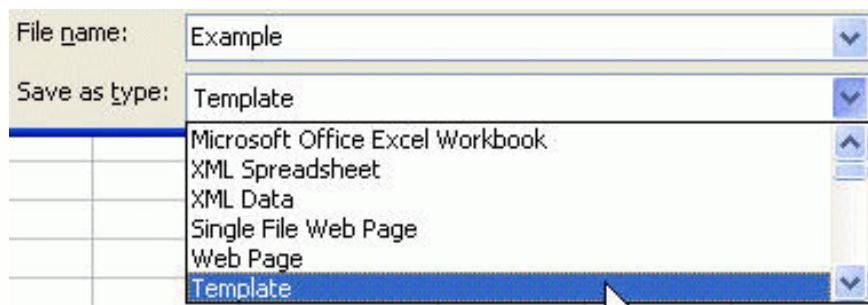 File name: Example
Save as type: Template
Microsoft Office Excel Workbook
XML Spreadsheet
XML Data
Single File Web Page
Web Page
Template